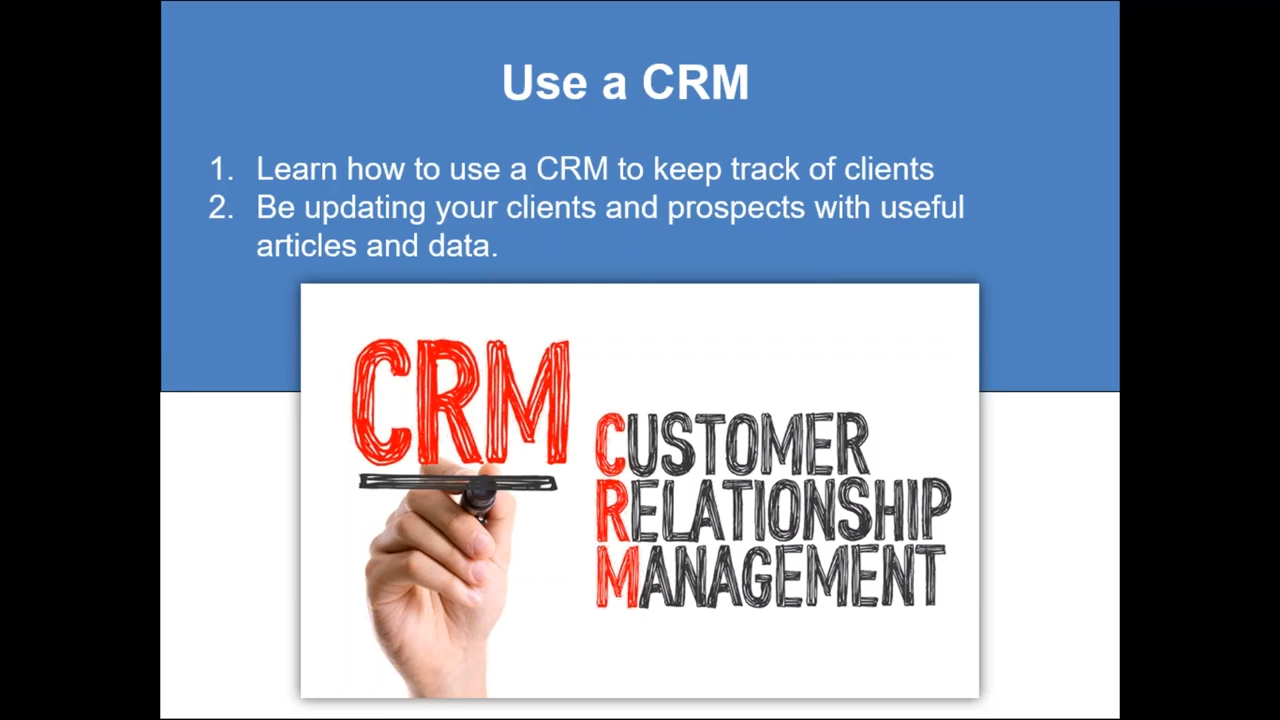 Use a CRM
1. Learn how to use a CRM to keep track of clients
2. Be updating your clients and prospects with useful
articles and data.
CRM
CUSTOMER
RELATIONSHIP
MANAGEMENT